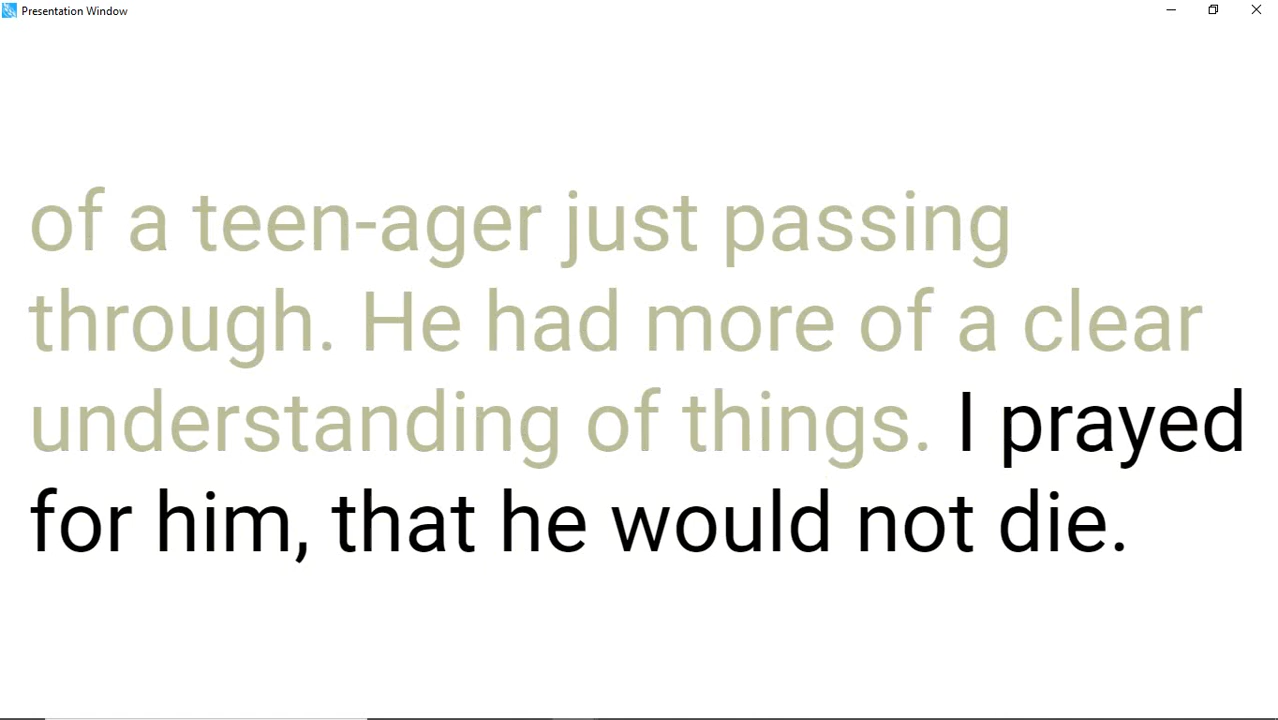 Presentation Window
of a teen-ager just passing
through. He had more of a clear
understanding of things. I prayed
for him, that he would not die.